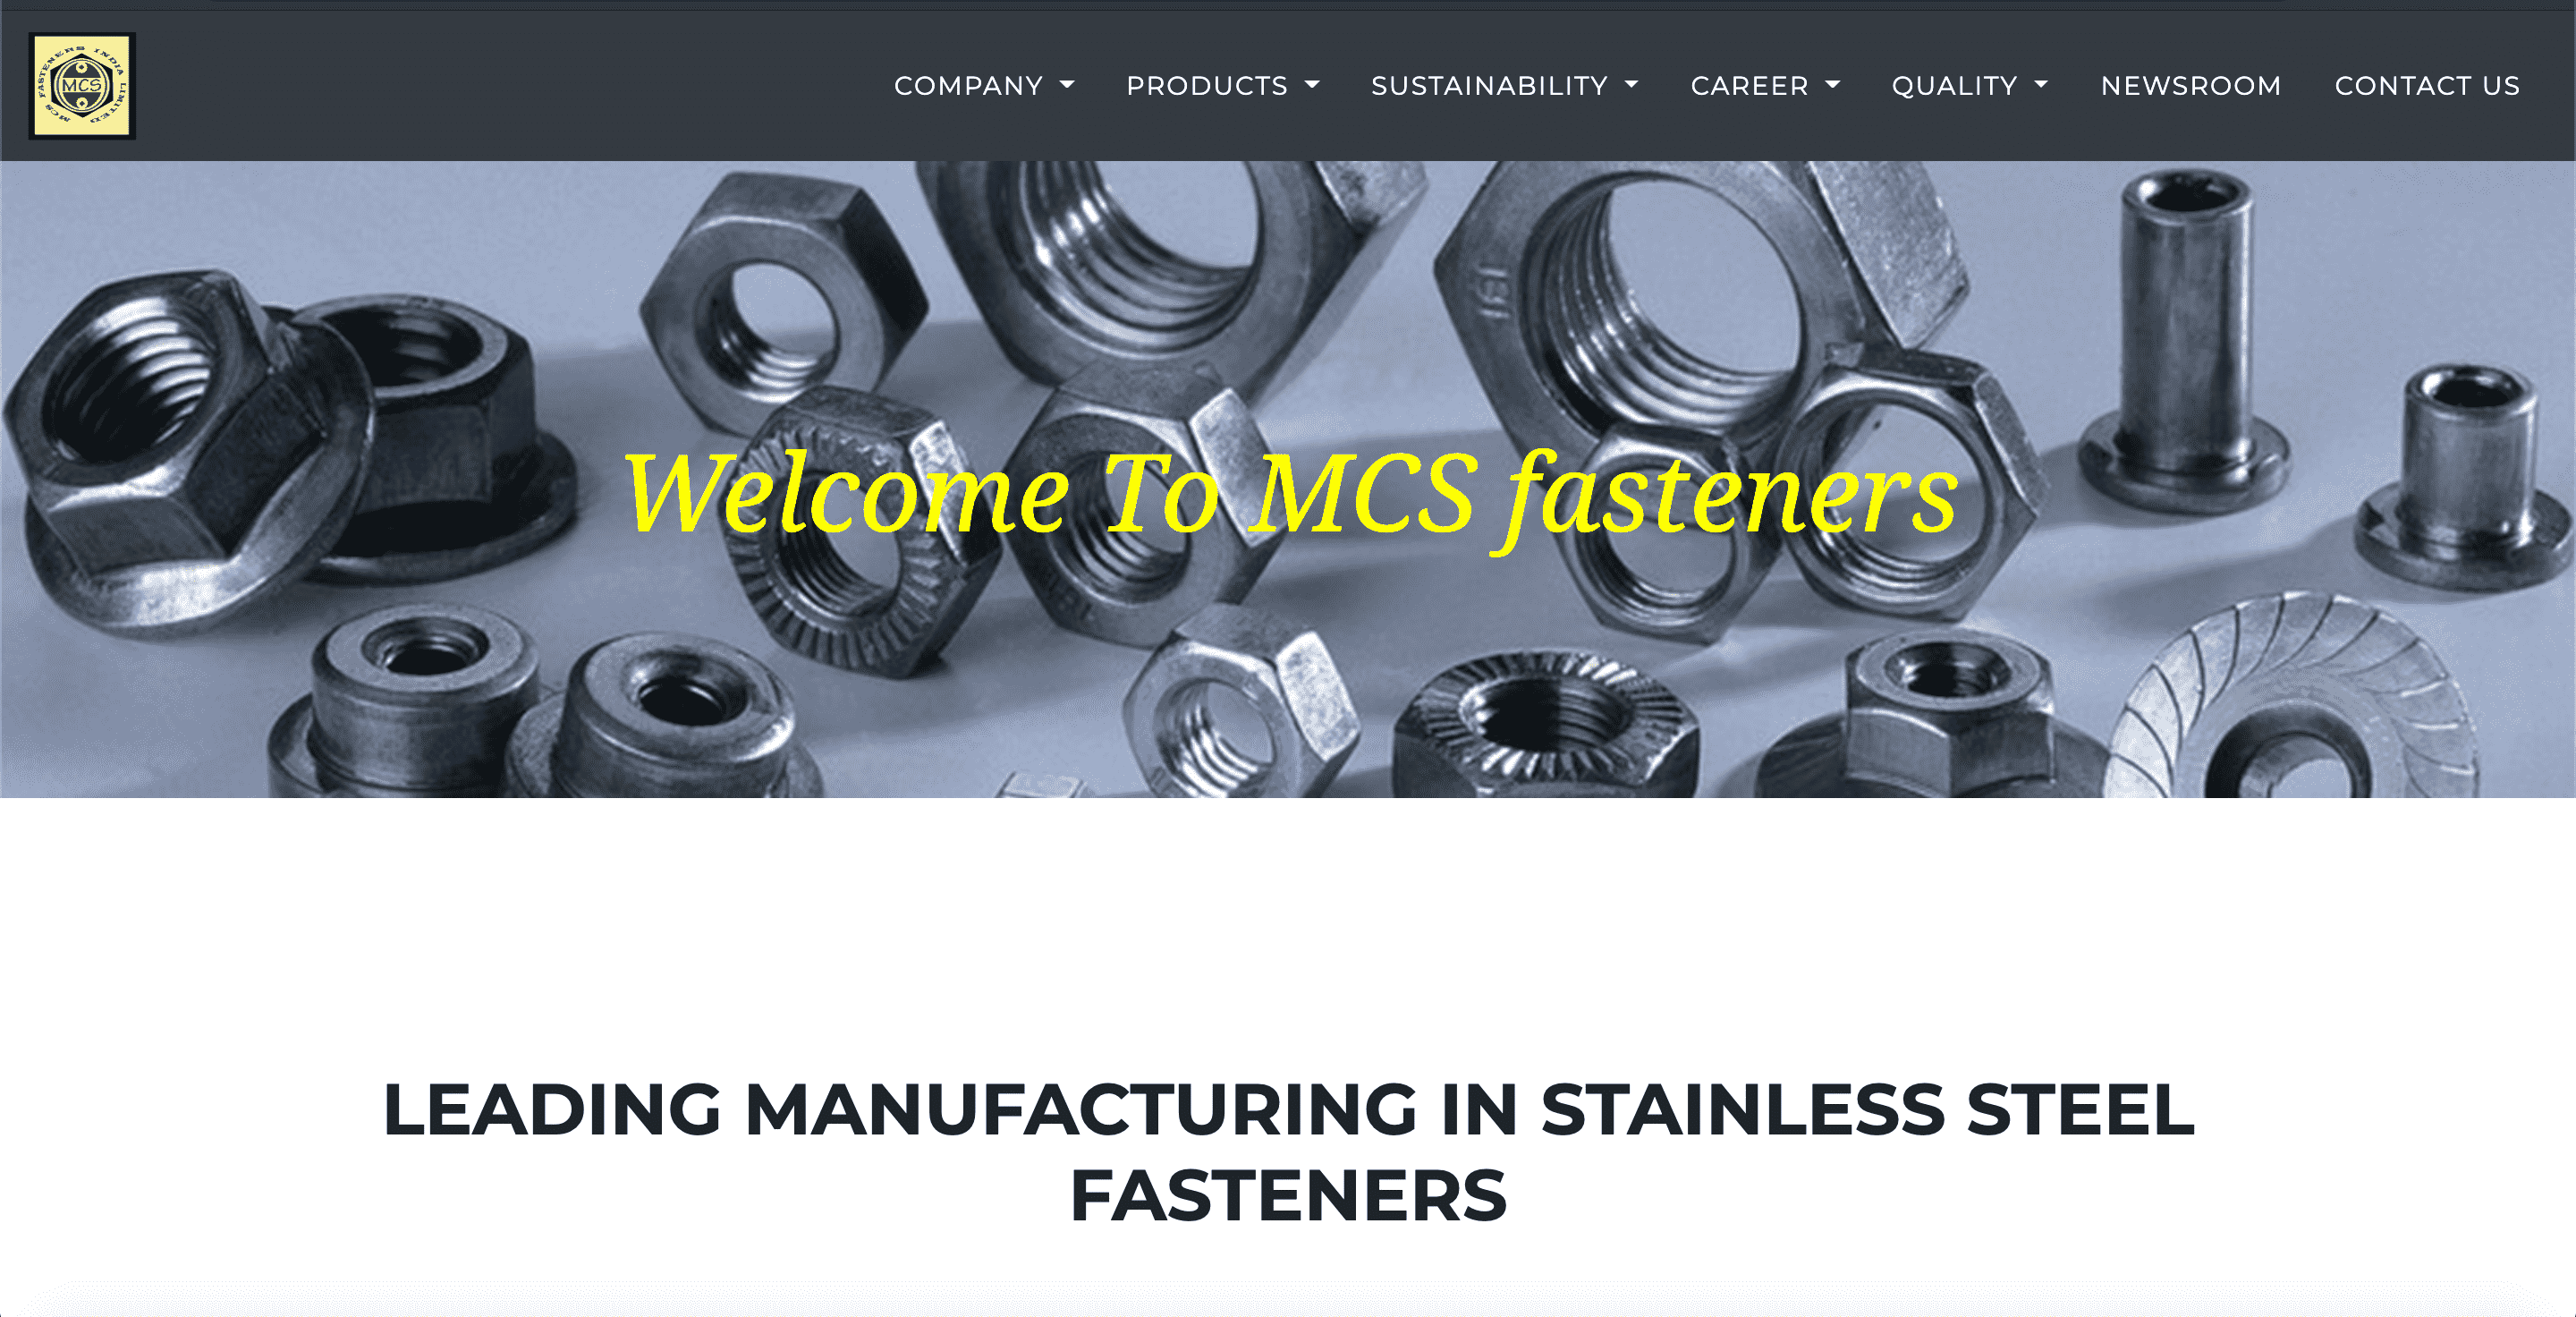 MCS FASTENERS INDIA LIMITED
MCS
COMPANY
PRODUCTS
SUSTAINABILITY
CAREER
QUALITY
NEWSROOM
CONTACT US
Welcome To MCS fasteners
LEADING MANUFACTURING IN STAINLESS STEEL
FASTENERS